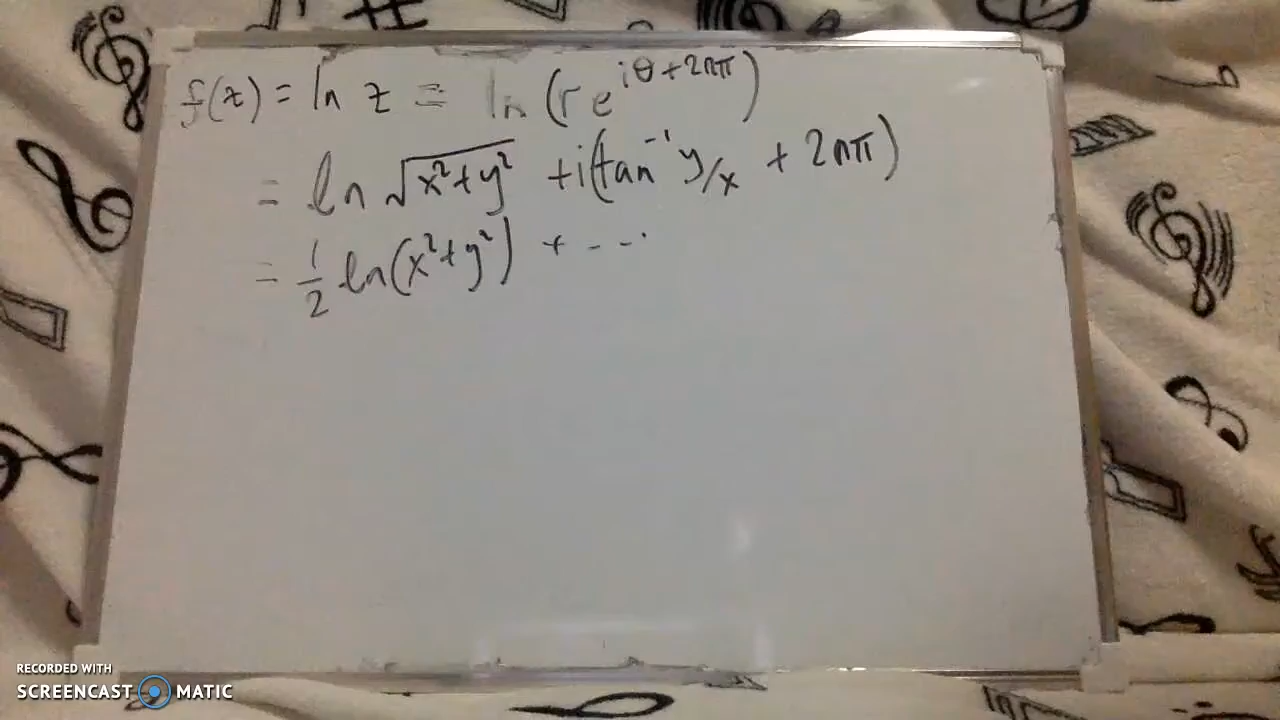 f(z) = ln z = ln (r e^{iθ+2nπ})
= ln √(x²+y²) + i(tan⁻¹ y/x + 2nπ)
= 1/2 ln(x²+y²) + ---
RECORDED WITH
SCREENCAST MATIC